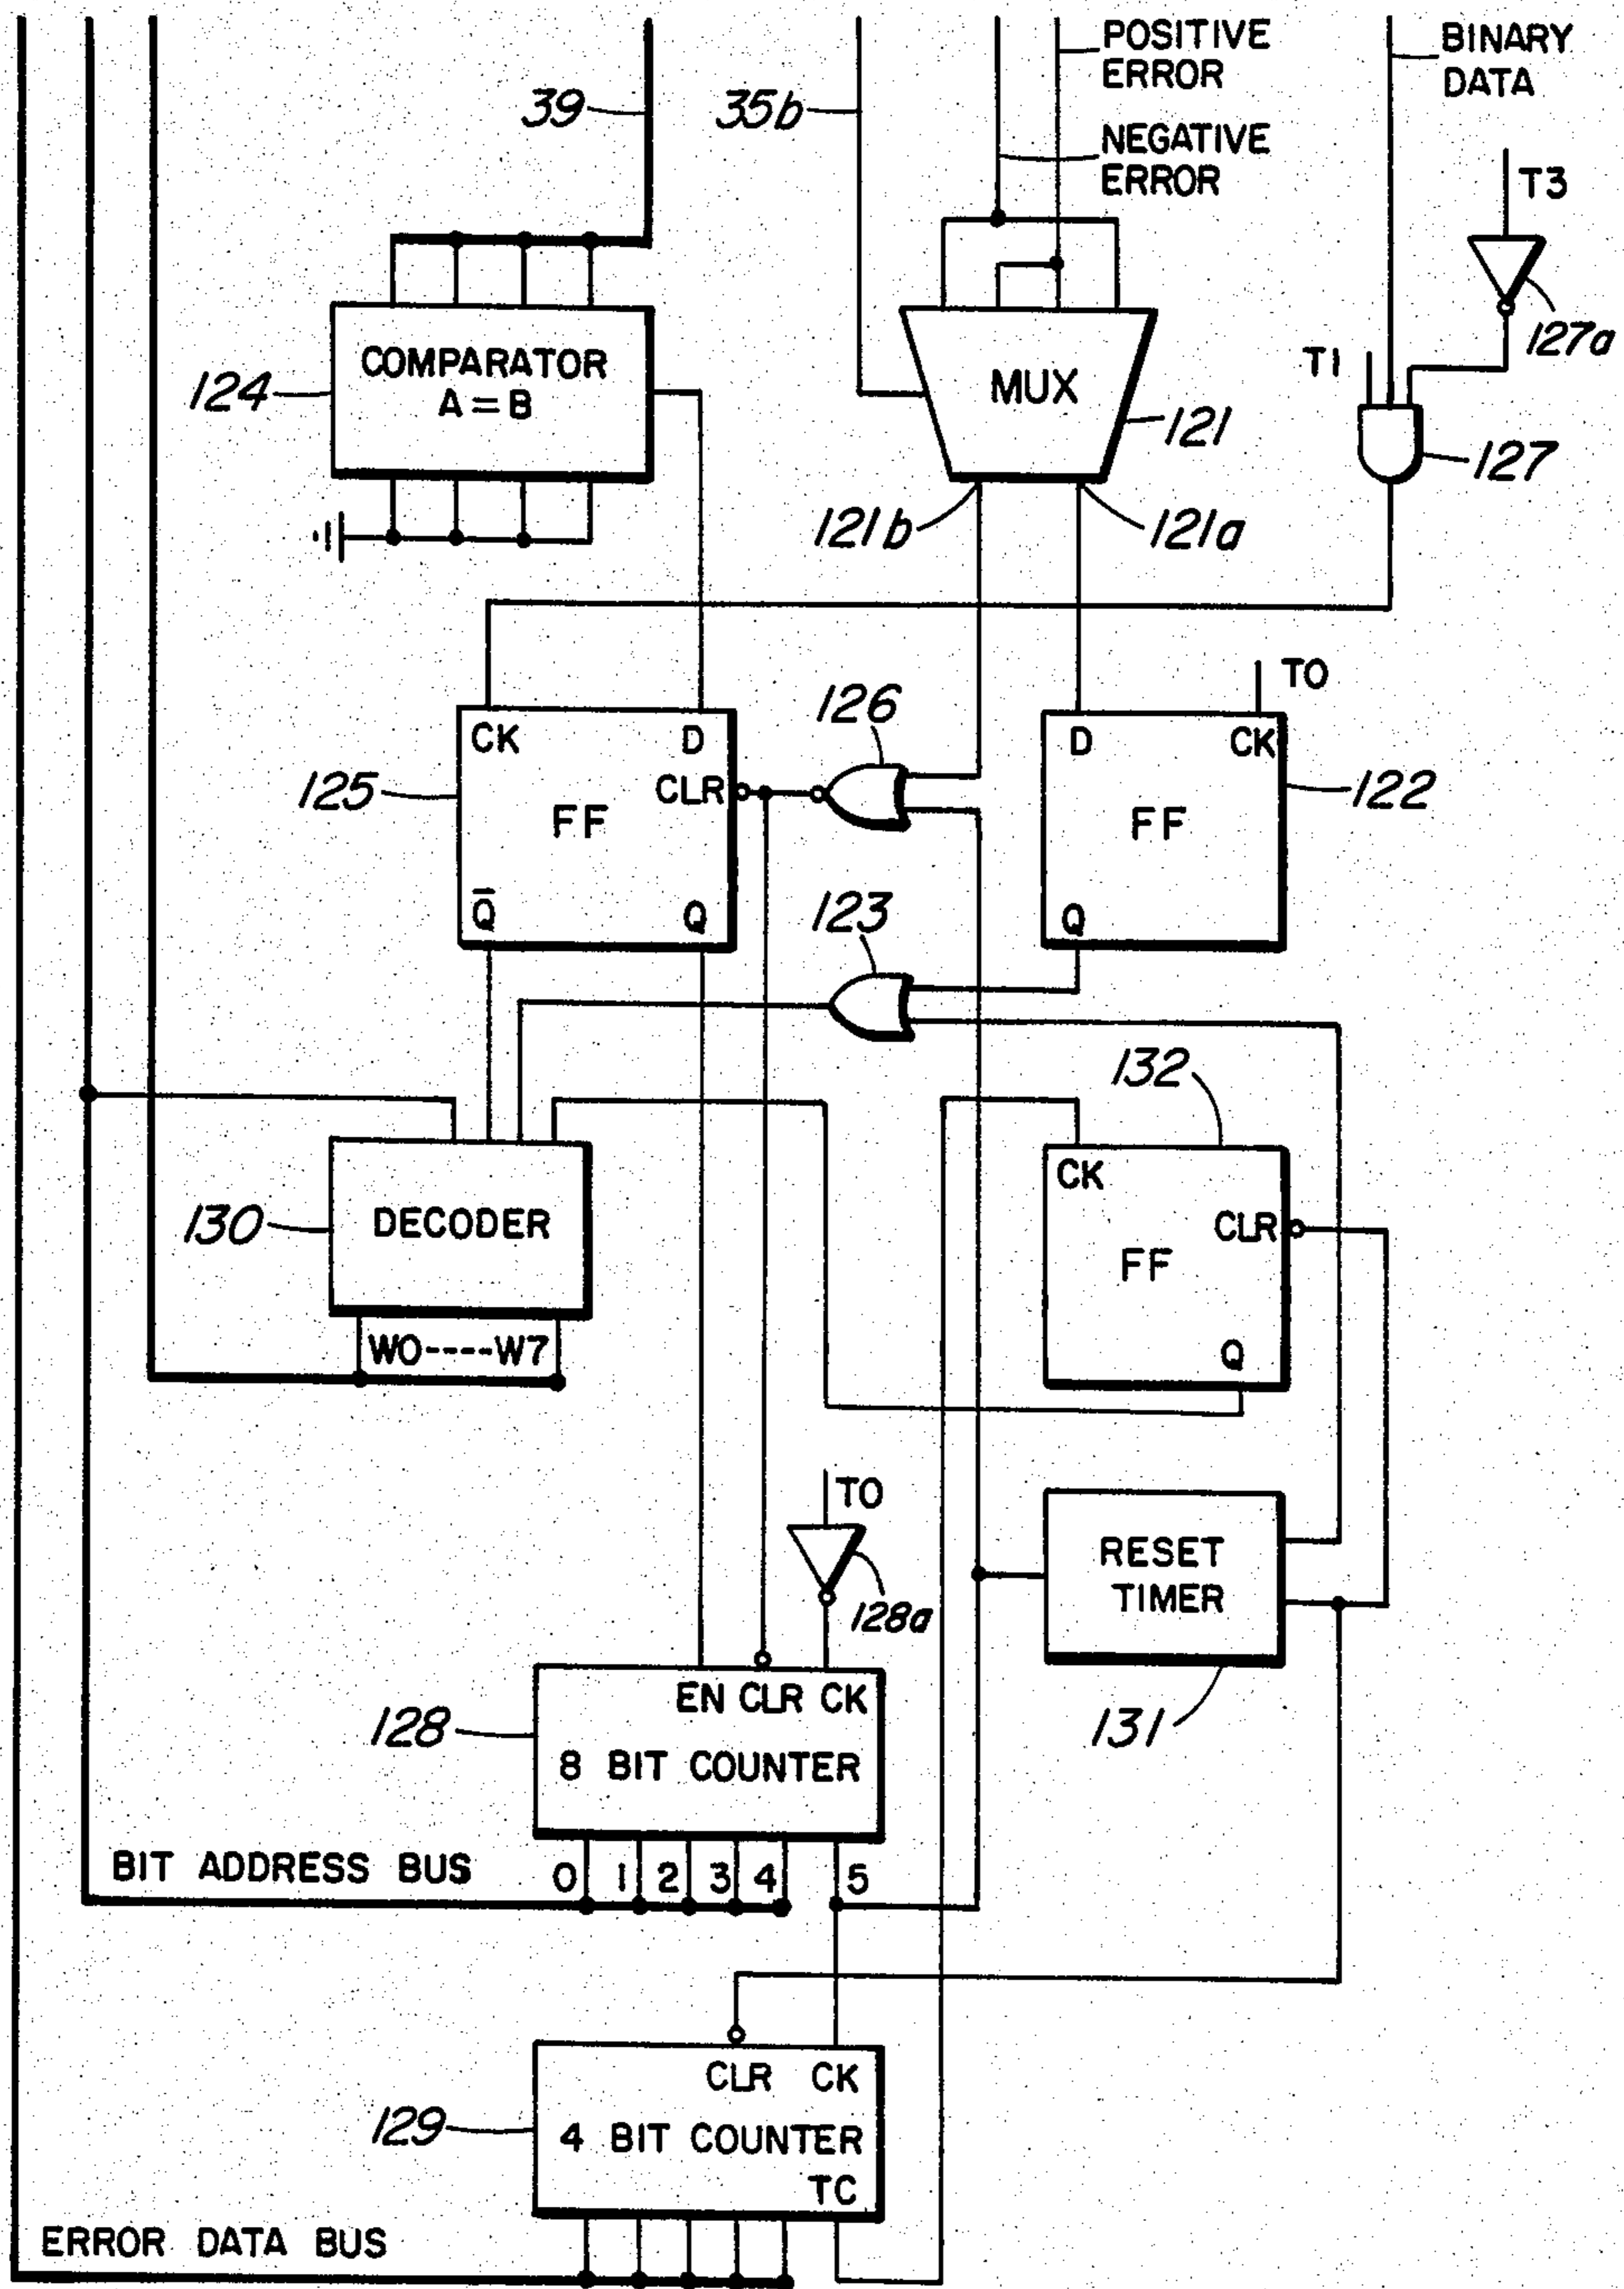 POSITIVE
ERROR
BINARY
DATA
39
35b
NEGATIVE
ERROR
T3
127a
COMPARATOR
A = B
124
MUX
121
T1
127
121b
121a
T0
126
CK
D
CLR
FF
Q̅
Q
125
D
CK
FF
Q
122
123
132
CK
CLR
FF
Q
130
DECODER
W0----W7
T0
128a
RESET
TIMER
131
EN CLR CK
128
8 BIT COUNTER
BIT ADDRESS BUS
0 1 2 3 4 5
CLR CK
129
4 BIT COUNTER
TC
ERROR DATA BUS